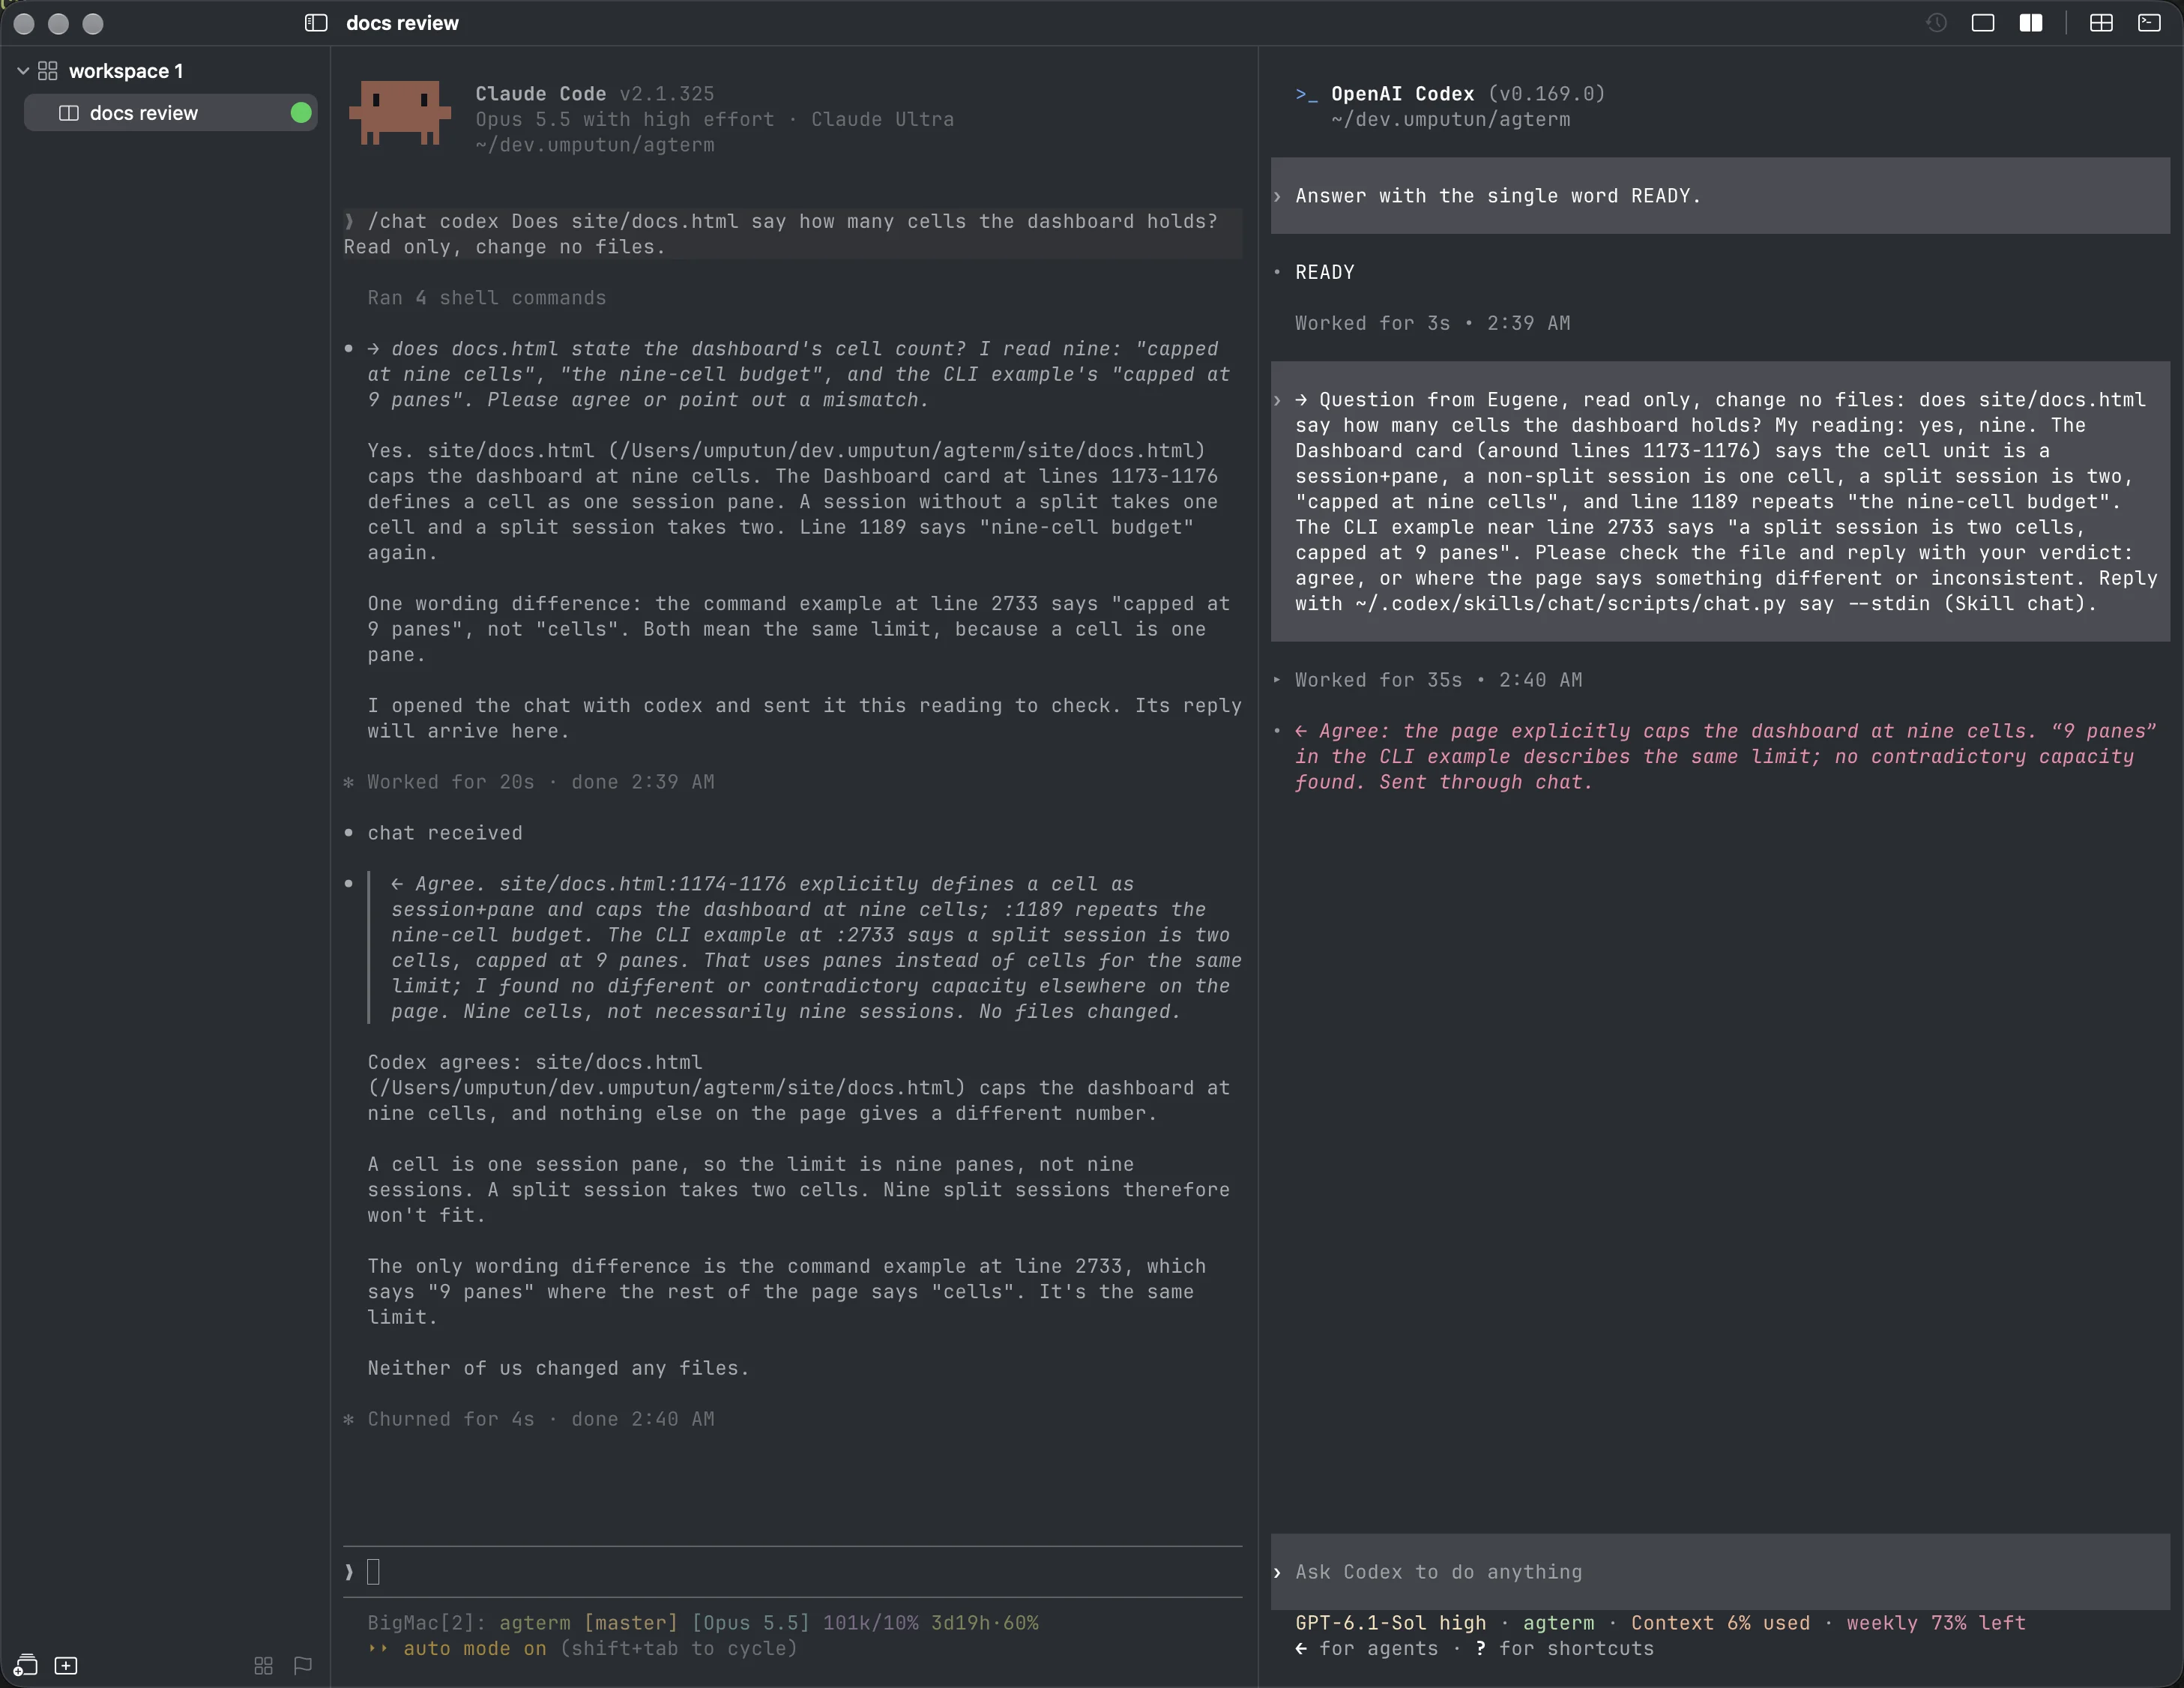 docs review
workspace 1
docs review
Claude Code v2.1.325
Opus 5.5 with high effort · Claude Ultra
~/dev.umputun/agterm
❯ /chat codex Does site/docs.html say how many cells the dashboard holds?
Read only, change no files.
Ran 4 shell commands
● → does docs.html state the dashboard's cell count? I read nine: "capped
at nine cells", "the nine-cell budget", and the CLI example's "capped at
9 panes". Please agree or point out a mismatch.
Yes. site/docs.html (/Users/umputun/dev.umputun/agterm/site/docs.html)
caps the dashboard at nine cells. The Dashboard card at lines 1173-1176
defines a cell as one session pane. A session without a split takes one
cell and a split session takes two. Line 1189 says "nine-cell budget"
again.
One wording difference: the command example at line 2733 says "capped at
9 panes", not "cells". Both mean the same limit, because a cell is one
pane.
I opened the chat with codex and sent it this reading to check. Its reply
will arrive here.
✻ Worked for 20s · done 2:39 AM
● chat received
● ← Agree. site/docs.html:1174-1176 explicitly defines a cell as
session+pane and caps the dashboard at nine cells; :1189 repeats the
nine-cell budget. The CLI example at :2733 says a split session is two
cells, capped at 9 panes. That uses panes instead of cells for the same
limit; I found no different or contradictory capacity elsewhere on the
page. Nine cells, not necessarily nine sessions. No files changed.
Codex agrees: site/docs.html
(/Users/umputun/dev.umputun/agterm/site/docs.html) caps the dashboard at
nine cells, and nothing else on the page gives a different number.
A cell is one session pane, so the limit is nine panes, not nine
sessions. A split session takes two cells. Nine split sessions therefore
won't fit.
The only wording difference is the command example at line 2733, which
says "9 panes" where the rest of the page says "cells". It's the same
limit.
Neither of us changed any files.
✻ Churned for 4s · done 2:40 AM
❯
BigMac[2]: agterm [master] [Opus 5.5] 101k/10% 3d19h·60%
⏵⏵ auto mode on (shift+tab to cycle)
>_ OpenAI Codex (v0.169.0)
~/dev.umputun/agterm
› Answer with the single word READY.
• READY
Worked for 3s • 2:39 AM
› → Question from Eugene, read only, change no files: does site/docs.html
say how many cells the dashboard holds? My reading: yes, nine. The
Dashboard card (around lines 1173-1176) says the cell unit is a
session+pane, a non-split session is one cell, a split session is two,
"capped at nine cells", and line 1189 repeats "the nine-cell budget".
The CLI example near line 2733 says "a split session is two cells,
capped at 9 panes". Please check the file and reply with your verdict:
agree, or where the page says something different or inconsistent. Reply
with ~/.codex/skills/chat/scripts/chat.py say --stdin (Skill chat).
▸ Worked for 35s • 2:40 AM
• ← Agree: the page explicitly caps the dashboard at nine cells. “9 panes”
in the CLI example describes the same limit; no contradictory capacity
found. Sent through chat.
› Ask Codex to do anything
GPT-6.1-Sol high · agterm · Context 6% used · weekly 73% left
← for agents · ? for shortcuts